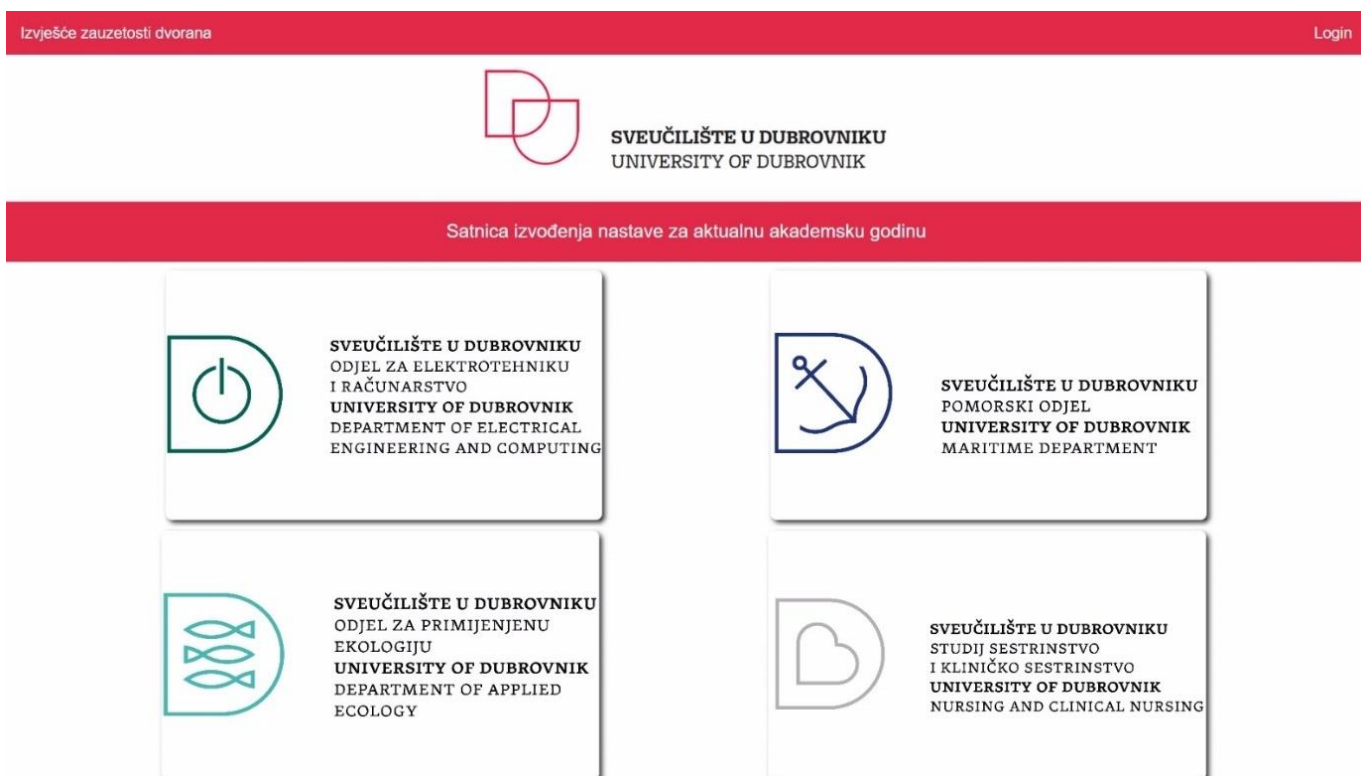 Izvješće zauzetosti dvorana
Login
SVEUČILIŠTE U DUBROVNIKU
UNIVERSITY OF DUBROVNIK
Satnica izvođenja nastave za aktualnu akademsku godinu
SVEUČILIŠTE U DUBROVNIKU
ODJEL ZA ELEKTROTEHNIKU
I RAČUNARSTVO
UNIVERSITY OF DUBROVNIK
DEPARTMENT OF ELECTRICAL
ENGINEERING AND COMPUTING
SVEUČILIŠTE U DUBROVNIKU
POMORSKI ODJEL
UNIVERSITY OF DUBROVNIK
MARITIME DEPARTMENT
SVEUČILIŠTE U DUBROVNIKU
ODJEL ZA PRIMIJENJENU
EKOLOGIJU
UNIVERSITY OF DUBROVNIK
DEPARTMENT OF APPLIED
ECOLOGY
SVEUČILIŠTE U DUBROVNIKU
STUDIJ SESTRINSTVO
I KLINIČKO SESTRINSTVO
UNIVERSITY OF DUBROVNIK
NURSING AND CLINICAL NURSING